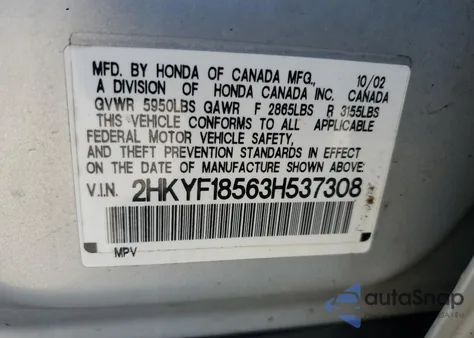 MFD. BY HONDA OF CANADA MFG., 10/02
A DIVISION OF HONDA CANADA INC. CANADA
GVWR 5950LBS GAWR F 2865LBS R 3155LBS
THIS VEHICLE CONFORMS TO ALL APPLICABLE
FEDERAL MOTOR VEHICLE SAFETY,
AND THEFT PREVENTION STANDARDS IN EFFECT
ON THE DATE OF MANUFACTURE SHOWN ABOVE.
V.I.N. 2HKYF18563H537308
MPV
autoSnap